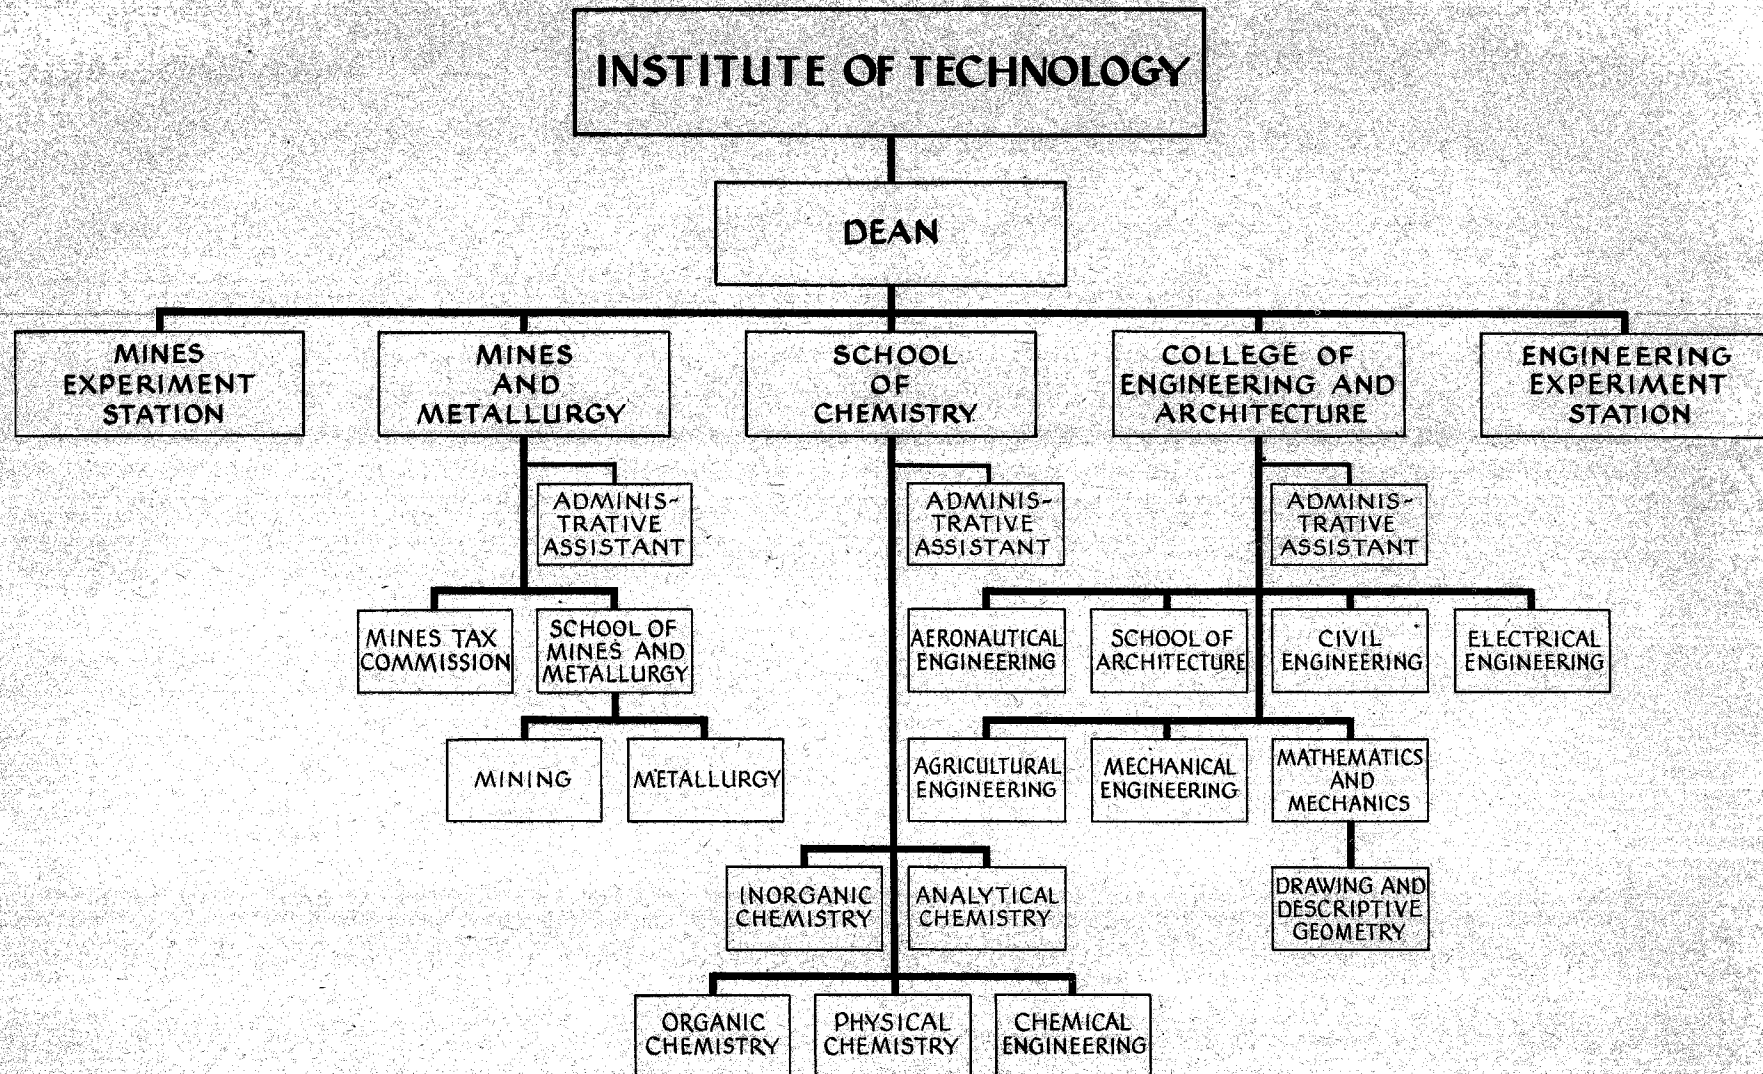 INSTITUTE OF TECHNOLOGY
DEAN
MINES
EXPERIMENT
STATION
MINES
AND
METALLURGY
SCHOOL
OF
CHEMISTRY
COLLEGE OF
ENGINEERING AND
ARCHITECTURE
ENGINEERING
EXPERIMENT
STATION
ADMINIS-
TRATIVE
ASSISTANT
ADMINIS-
TRATIVE
ASSISTANT
ADMINIS-
TRATIVE
ASSISTANT
MINES TAX
COMMISSION
SCHOOL OF
MINES AND
METALLURGY
AERONAUTICAL
ENGINEERING
SCHOOL OF
ARCHITECTURE
CIVIL
ENGINEERING
ELECTRICAL
ENGINEERING
MINING
METALLURGY
AGRICULTURAL
ENGINEERING
MECHANICAL
ENGINEERING
MATHEMATICS
AND
MECHANICS
INORGANIC
CHEMISTRY
ANALYTICAL
CHEMISTRY
DRAWING AND
DESCRIPTIVE
GEOMETRY
ORGANIC
CHEMISTRY
PHYSICAL
CHEMISTRY
CHEMICAL
ENGINEERING